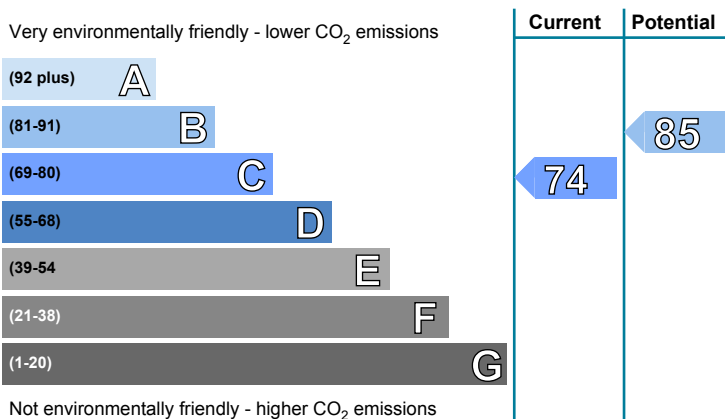 Current Potential
Very environmentally friendly - lower CO2 emissions
(92 plus) A
(81-91) B
85
(69-80) C
74
(55-68) D
(39-54 E
(21-38) F
(1-20) G
Not environmentally friendly - higher CO2 emissions